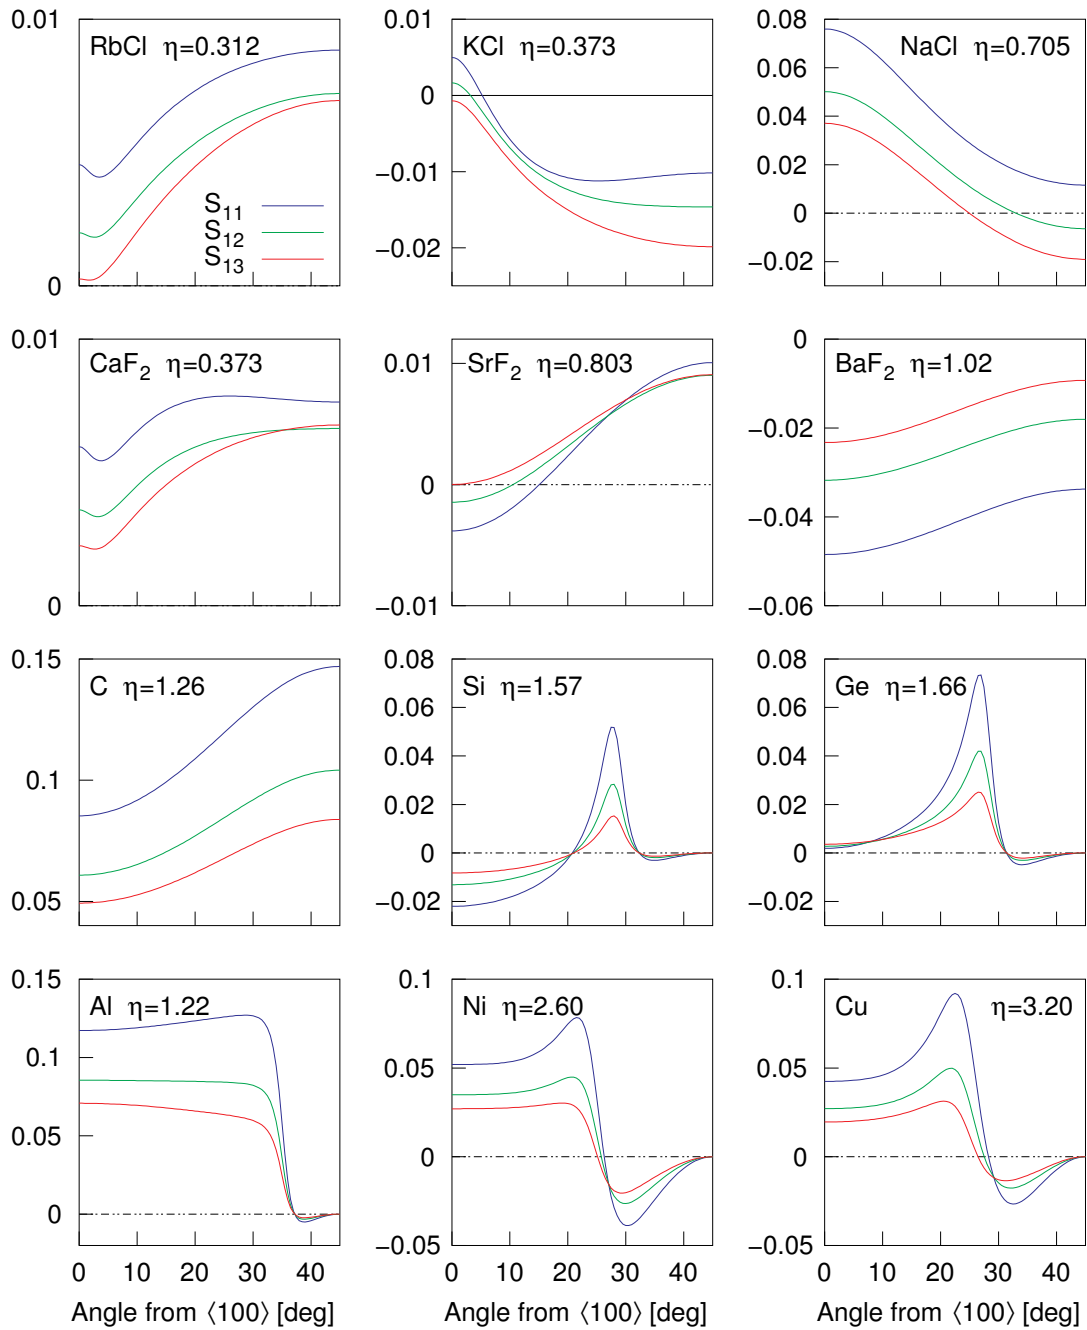 RbCl η=0.312
0.01
0
S11
S12
S13
KCl η=0.373
0
−0.01
−0.02
NaCl η=0.705
0.08
0.06
0.04
0.02
0
−0.02
CaF2 η=0.373
0.01
0
SrF2 η=0.803
0.01
0
−0.01
BaF2 η=1.02
0
−0.02
−0.04
−0.06
C η=1.26
0.15
0.1
0.05
Si η=1.57
0.08
0.06
0.04
0.02
0
−0.02
Ge η=1.66
0.08
0.06
0.04
0.02
0
−0.02
Al η=1.22
0.15
0.1
0.05
0
0 10 20 30 40
Angle from ⟨100⟩ [deg]
Ni η=2.60
0.1
0.05
0
−0.05
0 10 20 30 40
Angle from ⟨100⟩ [deg]
Cu η=3.20
0.1
0.05
0
−0.05
0 10 20 30 40
Angle from ⟨100⟩ [deg]